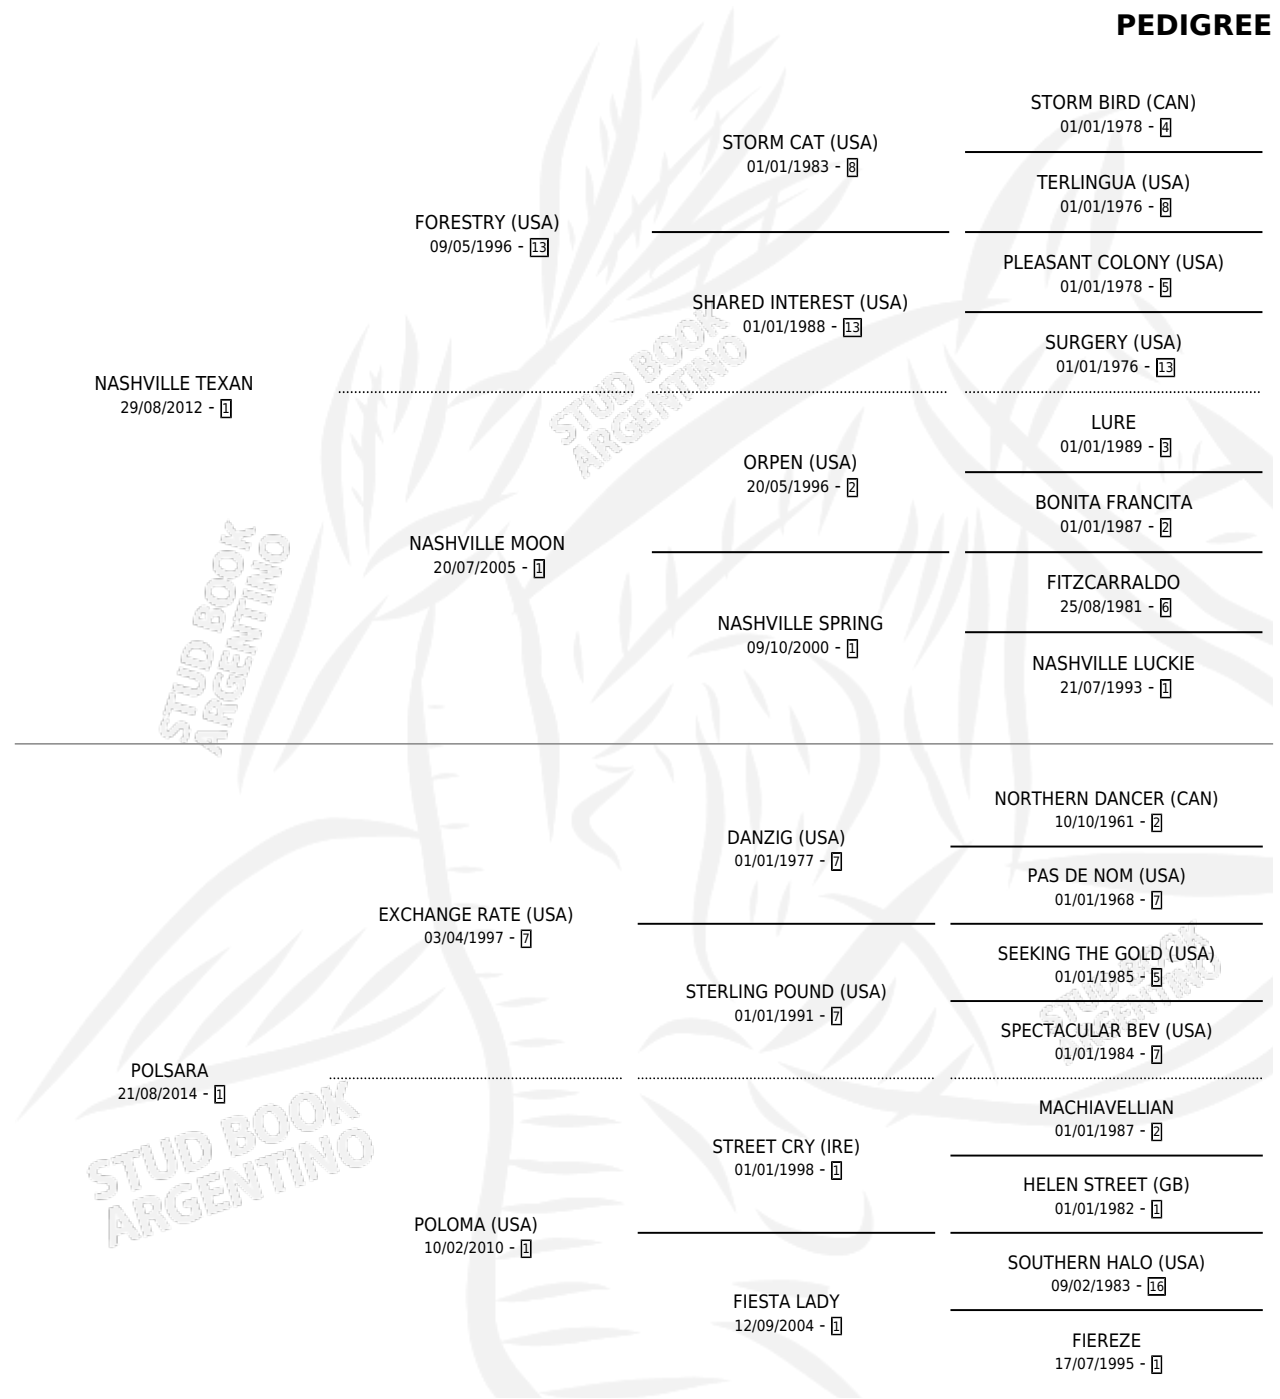 PEDIGREE
STORM BIRD (CAN)
01/01/1978 - 4
STORM CAT (USA)
01/01/1983 - 8
TERLINGUA (USA)
01/01/1976 - 8
FORESTRY (USA)
09/05/1996 - 13
PLEASANT COLONY (USA)
01/01/1978 - 5
SHARED INTEREST (USA)
01/01/1988 - 13
SURGERY (USA)
01/01/1976 - 13
NASHVILLE TEXAN
29/08/2012 - 1
LURE
01/01/1989 - 3
ORPEN (USA)
20/05/1996 - 2
BONITA FRANCITA
01/01/1987 - 2
NASHVILLE MOON
20/07/2005 - 1
FITZCARRALDO
25/08/1981 - 6
NASHVILLE SPRING
09/10/2000 - 1
NASHVILLE LUCKIE
21/07/1993 - 1
NORTHERN DANCER (CAN)
10/10/1961 - 2
DANZIG (USA)
01/01/1977 - 7
PAS DE NOM (USA)
01/01/1968 - 7
EXCHANGE RATE (USA)
03/04/1997 - 7
SEEKING THE GOLD (USA)
01/01/1985 - 5
STERLING POUND (USA)
01/01/1991 - 7
SPECTACULAR BEV (USA)
01/01/1984 - 7
POLSARA
21/08/2014 - 1
MACHIAVELLIAN
01/01/1987 - 2
STREET CRY (IRE)
01/01/1998 - 1
HELEN STREET (GB)
01/01/1982 - 1
POLOMA (USA)
10/02/2010 - 1
SOUTHERN HALO (USA)
09/02/1983 - 16
FIESTA LADY
12/09/2004 - 1
FIEREZE
17/07/1995 - 1
STUD BOOK
ARGENTINO
STUD BOOK
ARGENTINO
STUD BOOK
ARGENTINO
STUD BOOK
ARGENTINO